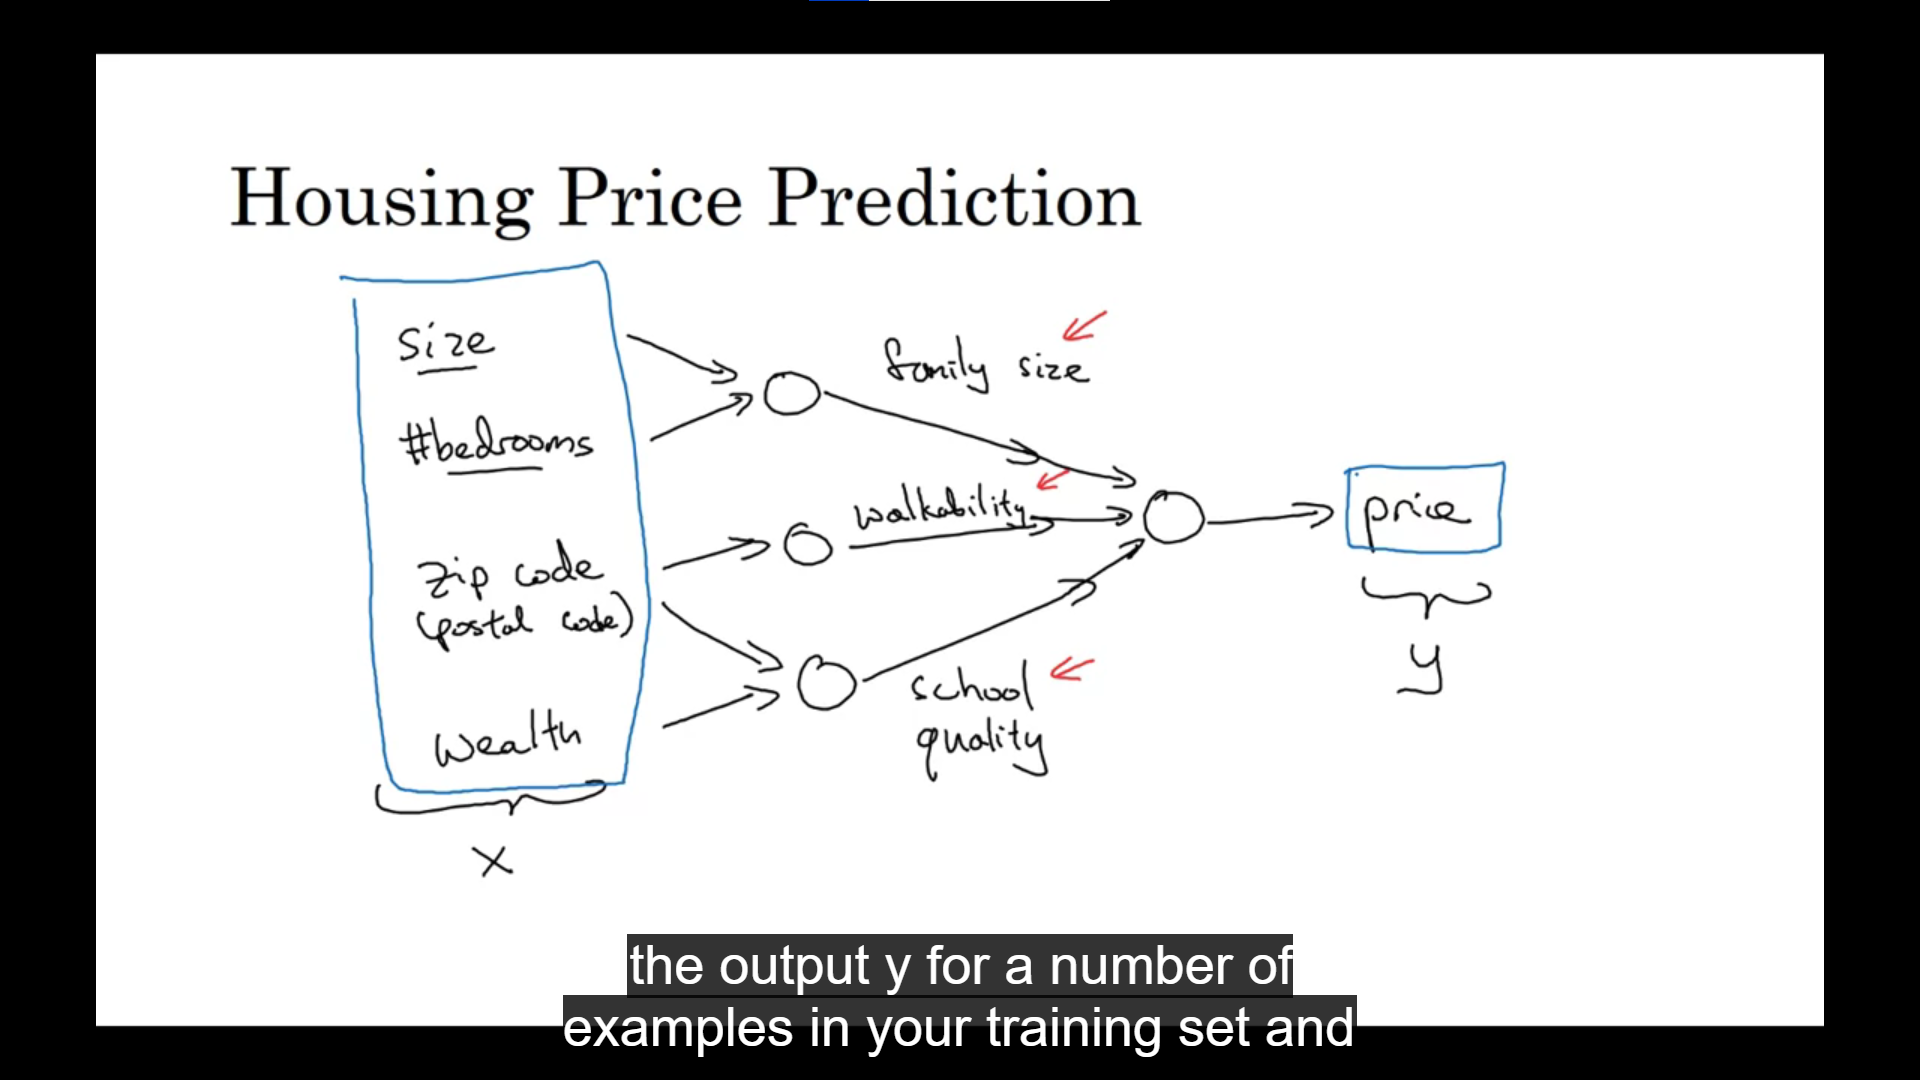 Housing Price Prediction
size
#bedrooms
zip code
(postal code)
wealth
x
family size
walkability
school
quality
price
y
the output y for a number of
examples in your training set and